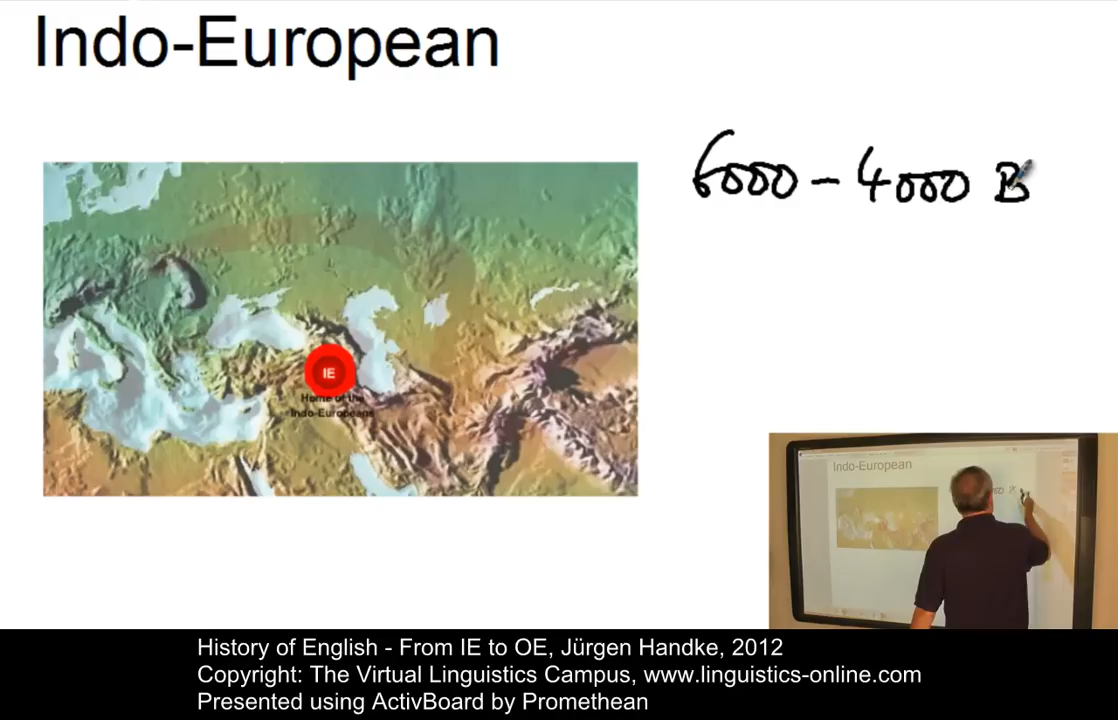 Indo-European
6000 - 4000 B
IE
Home of the
Indo-Europeans
Indo-European
History of English - From IE to OE, Jürgen Handke, 2012
Copyright: The Virtual Linguistics Campus, www.linguistics-online.com
Presented using ActivBoard by Promethean